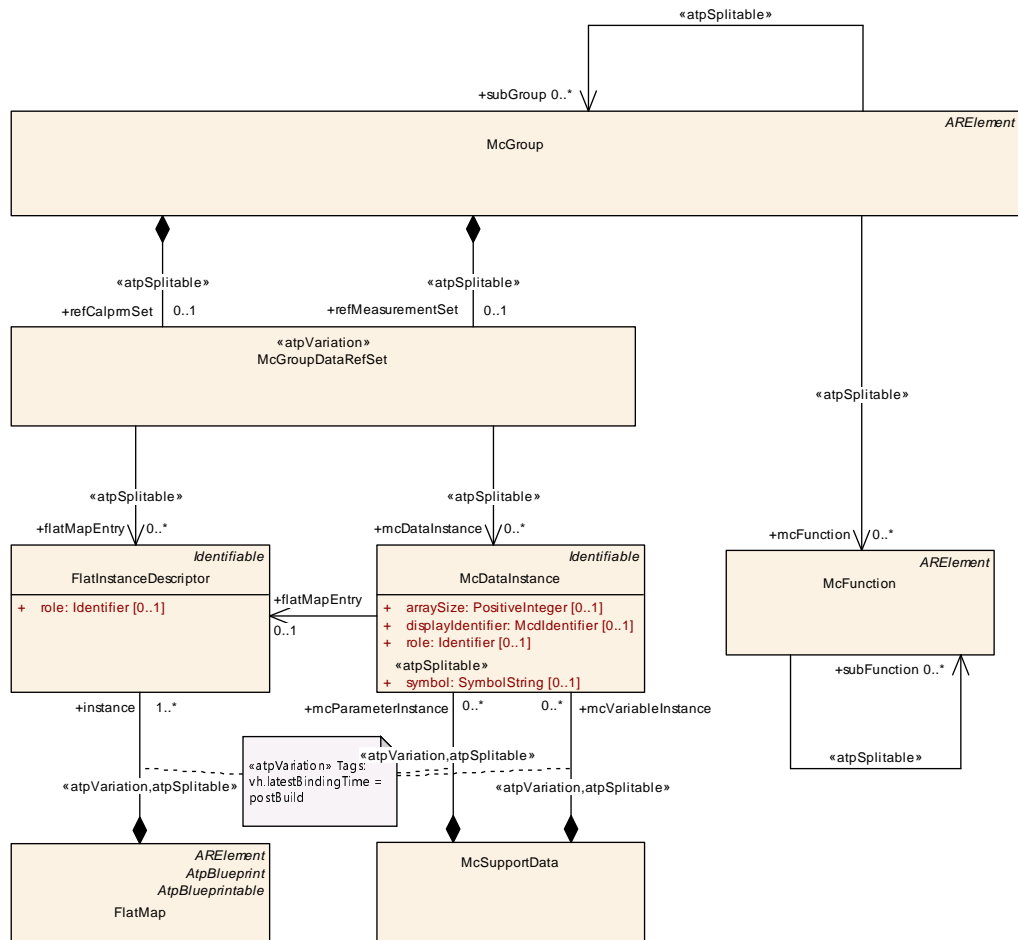 «atpSplitable»
+subGroup 0..*
ARElement
McGroup
«atpSplitable»
«atpSplitable»
+refCalprmSet 0..1
+refMeasurementSet 0..1
«atpVariation»
McGroupDataRefSet
«atpSplitable»
«atpSplitable»
«atpSplitable»
+flatMapEntry 0..*
+mcDataInstance 0..*
+mcFunction 0..*
Identifiable
FlatInstanceDescriptor
+ role: Identifier [0..1]
+flatMapEntry
0..1
Identifiable
McDataInstance
+ arraySize: PositiveInteger [0..1]
+ displayIdentifier: McdIdentifier [0..1]
+ role: Identifier [0..1]
«atpSplitable»
+ symbol: SymbolString [0..1]
ARElement
McFunction
+subFunction 0..*
«atpSplitable»
+instance 1..*
+mcParameterInstance 0..*
0..* +mcVariableInstance
«atpVariation,atpSplitable»
«atpVariation» Tags:
vh.latestBindingTime =
postBuild
«atpVariation,atpSplitable»
«atpVariation,atpSplitable»
ARElement
AtpBlueprint
AtpBlueprintable
FlatMap
McSupportData